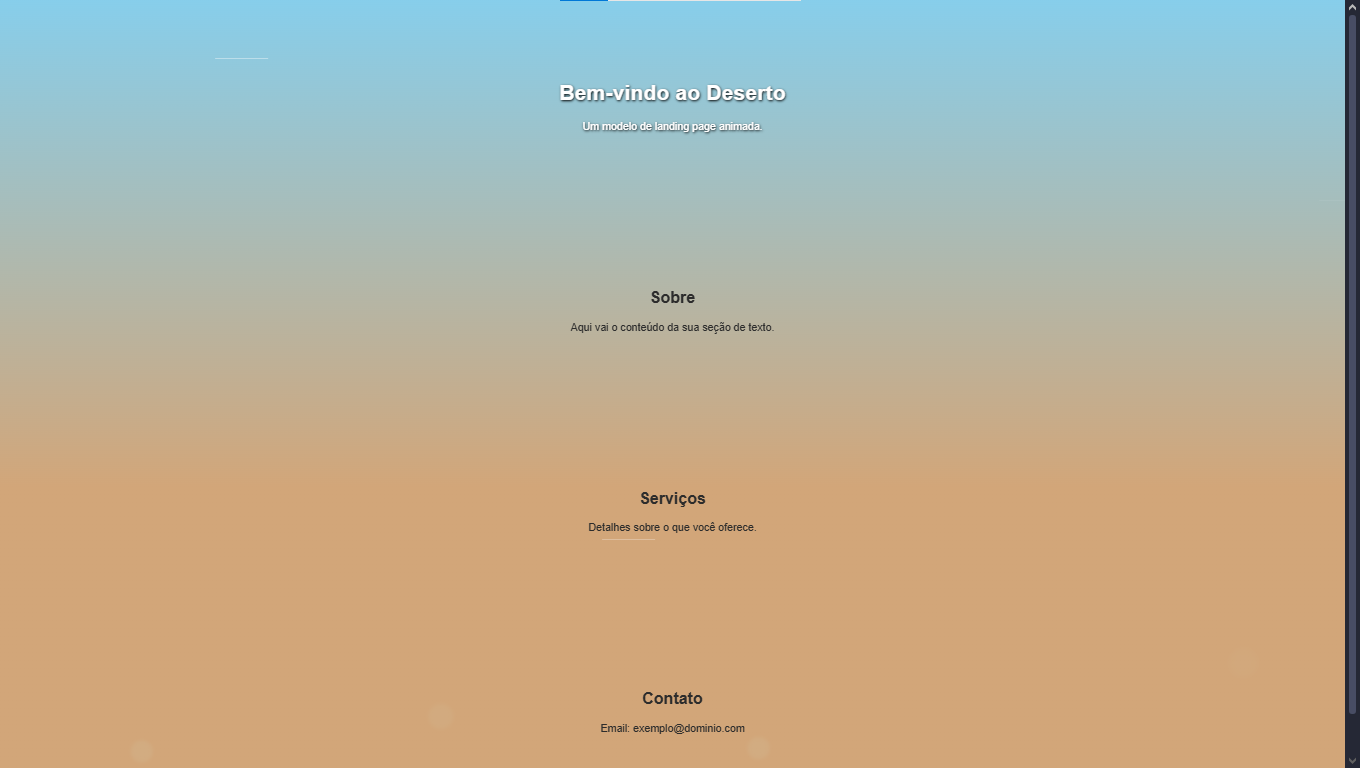 Bem-vindo ao Deserto
Um modelo de landing page animada.
Sobre
Aqui vai o conteúdo da sua seção de texto.
Serviços
Detalhes sobre o que você oferece.
Contato
Email: exemplo@dominio.com